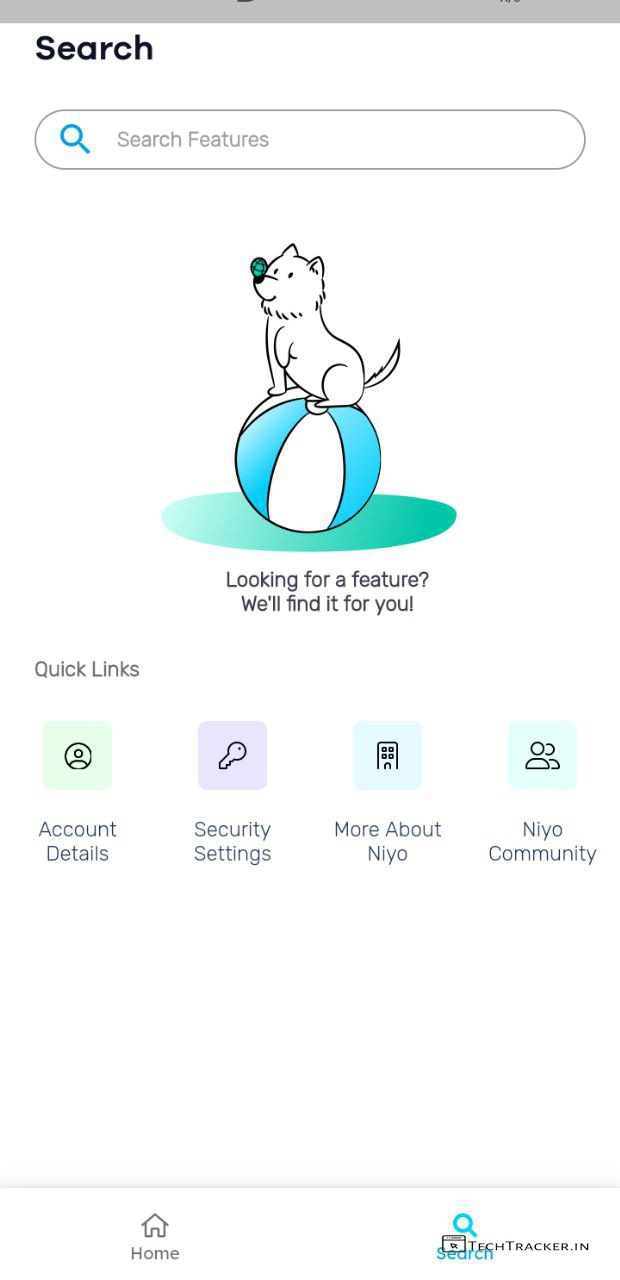 Search
Search Features
Looking for a feature?
We'll find it for you!
Quick Links
Account
Details
Security
Settings
More About
Niyo
Niyo
Community
Home
Search
TECHTRACKER.IN